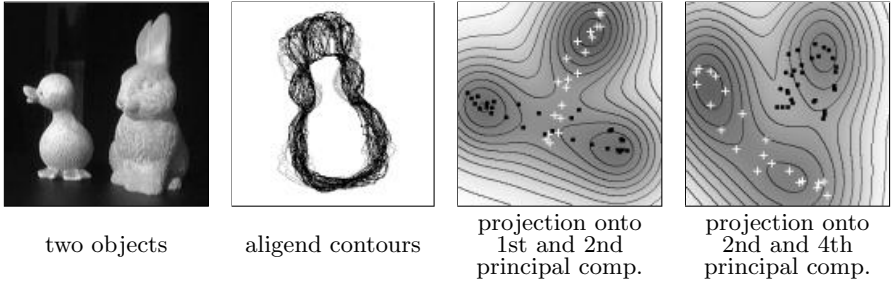 two objects
aligend contours
projection onto
1st and 2nd
principal comp.
projection onto
2nd and 4th
principal comp.